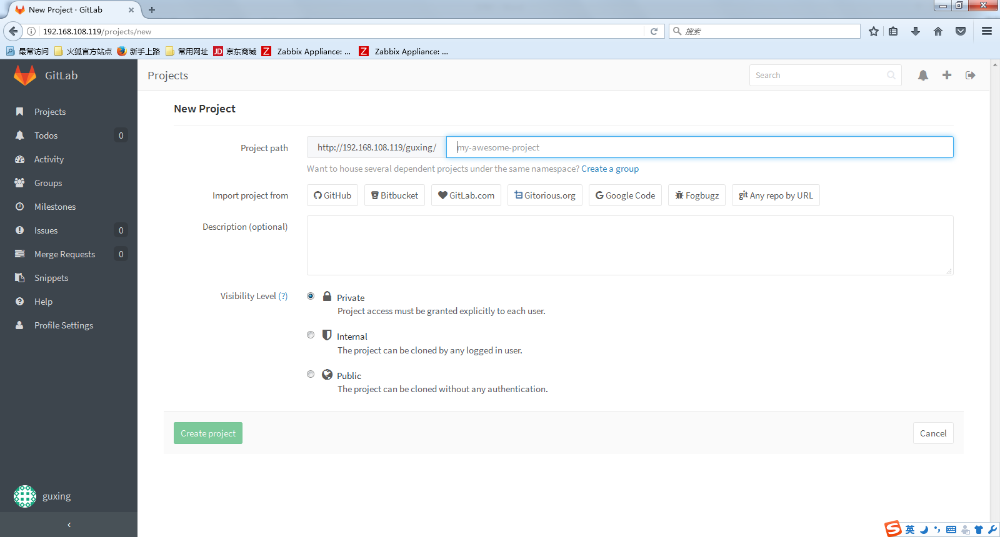 New Project · GitLab
192.168.108.119/projects/new
搜索
最常访问 火狐官方站点 新手上路 常用网址 JD 京东商城 Z Zabbix Appliance: ... Z Zabbix Appliance: ...
GitLab
Projects
Search
Projects
Todos 0
Activity
Groups
Milestones
Issues 0
Merge Requests 0
Snippets
Help
Profile Settings
guxing
New Project
Project path http://192.168.108.119/guxing/ my-awesome-project
Want to house several dependent projects under the same namespace? Create a group
Import project from GitHub Bitbucket GitLab.com Gitorious.org G Google Code Fogbugz git Any repo by URL
Description (optional)
Visibility Level (?) Private
Project access must be granted explicitly to each user.
Internal
The project can be cloned by any logged in user.
Public
The project can be cloned without any authentication.
Create project Cancel
S 英